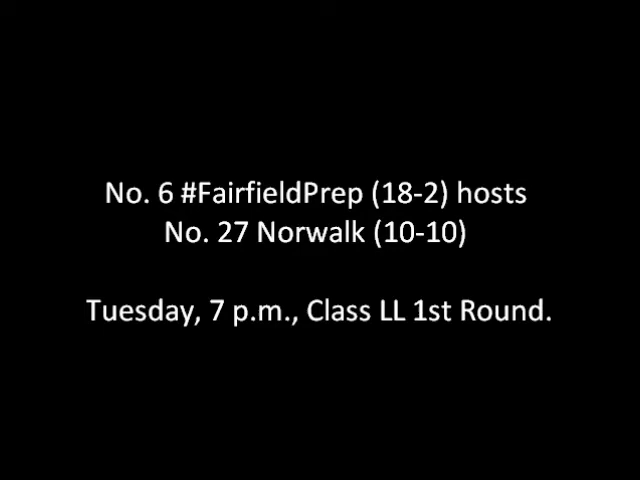 No. 6 #FairfieldPrep (18-2) hosts
No. 27 Norwalk (10-10)
Tuesday, 7 p.m., Class LL 1st Round.